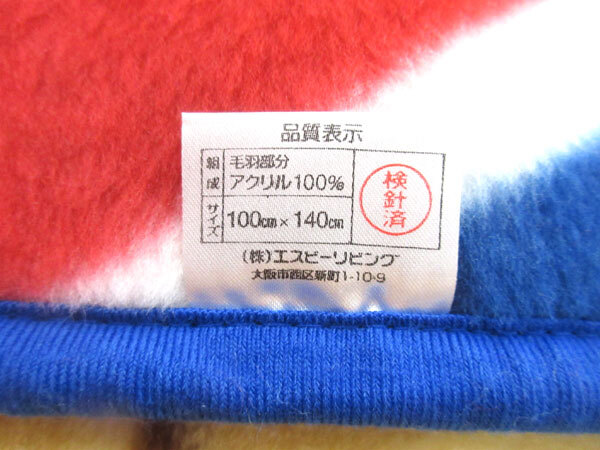 品質表示
組成 毛羽部分
アクリル100%
サイズ 100cm×140cm
検針済
(株)エスピーリビング
大阪市西区新町1-10-9